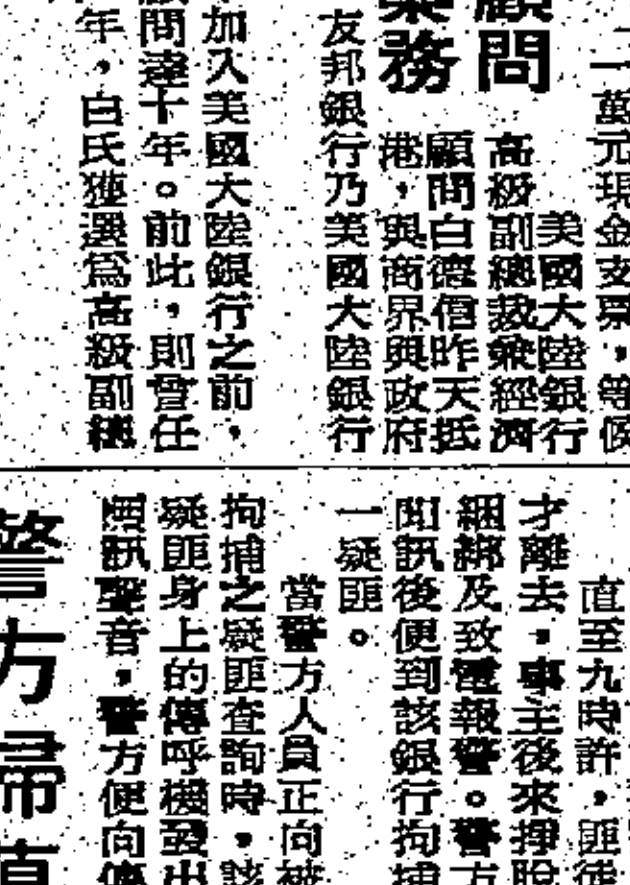 一萬元現金支票，等候
顧問
業務
美國大陸銀行
高級副總裁兼經濟
顧問白德信昨天抵
港，與商界與政府
友邦銀行乃美國大陸銀行
加入美國大陸銀行之前，
顧問達十年。前此，則曾任
年，白氏獲選為高級副總
直至九時許，匪徒
才離去，事主後來掙脫
綑綁及致電報警。警方
聞訊後便到該銀行拘捕
一疑匪。
當警方人員正向被
拘捕之疑匪查詢時，該
疑匪身上的傳呼機發出
訊聲音，警方便向傳
警方掃